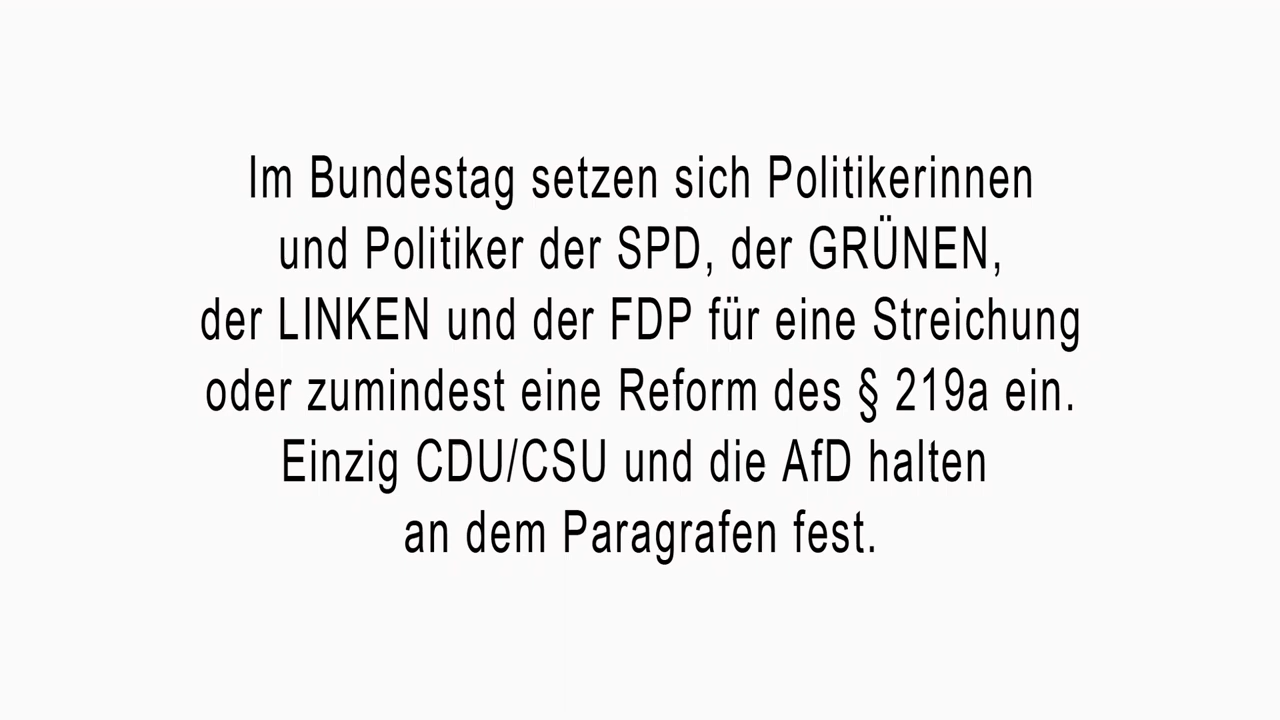 Im Bundestag setzen sich Politikerinnen
und Politiker der SPD, der GRÜNEN,
der LINKEN und der FDP für eine Streichung
oder zumindest eine Reform des § 219a ein.
Einzig CDU/CSU und die AfD halten
an dem Paragrafen fest.